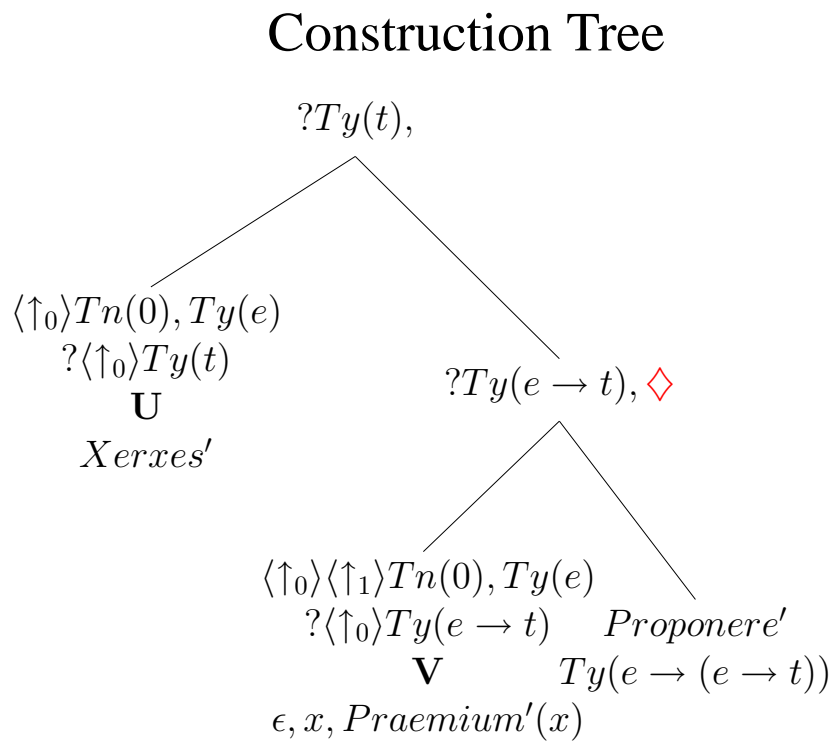 Construction Tree
?Ty(t),
⟨↑₀⟩Tn(0), Ty(e)
?⟨↑₀⟩Ty(t)
U
Xerxes′
?Ty(e → t), ♢
⟨↑₀⟩⟨↑₁⟩Tn(0), Ty(e)
?⟨↑₀⟩Ty(e → t)
V
ϵ, x, Praemium′(x)
Proponere′
Ty(e → (e → t))